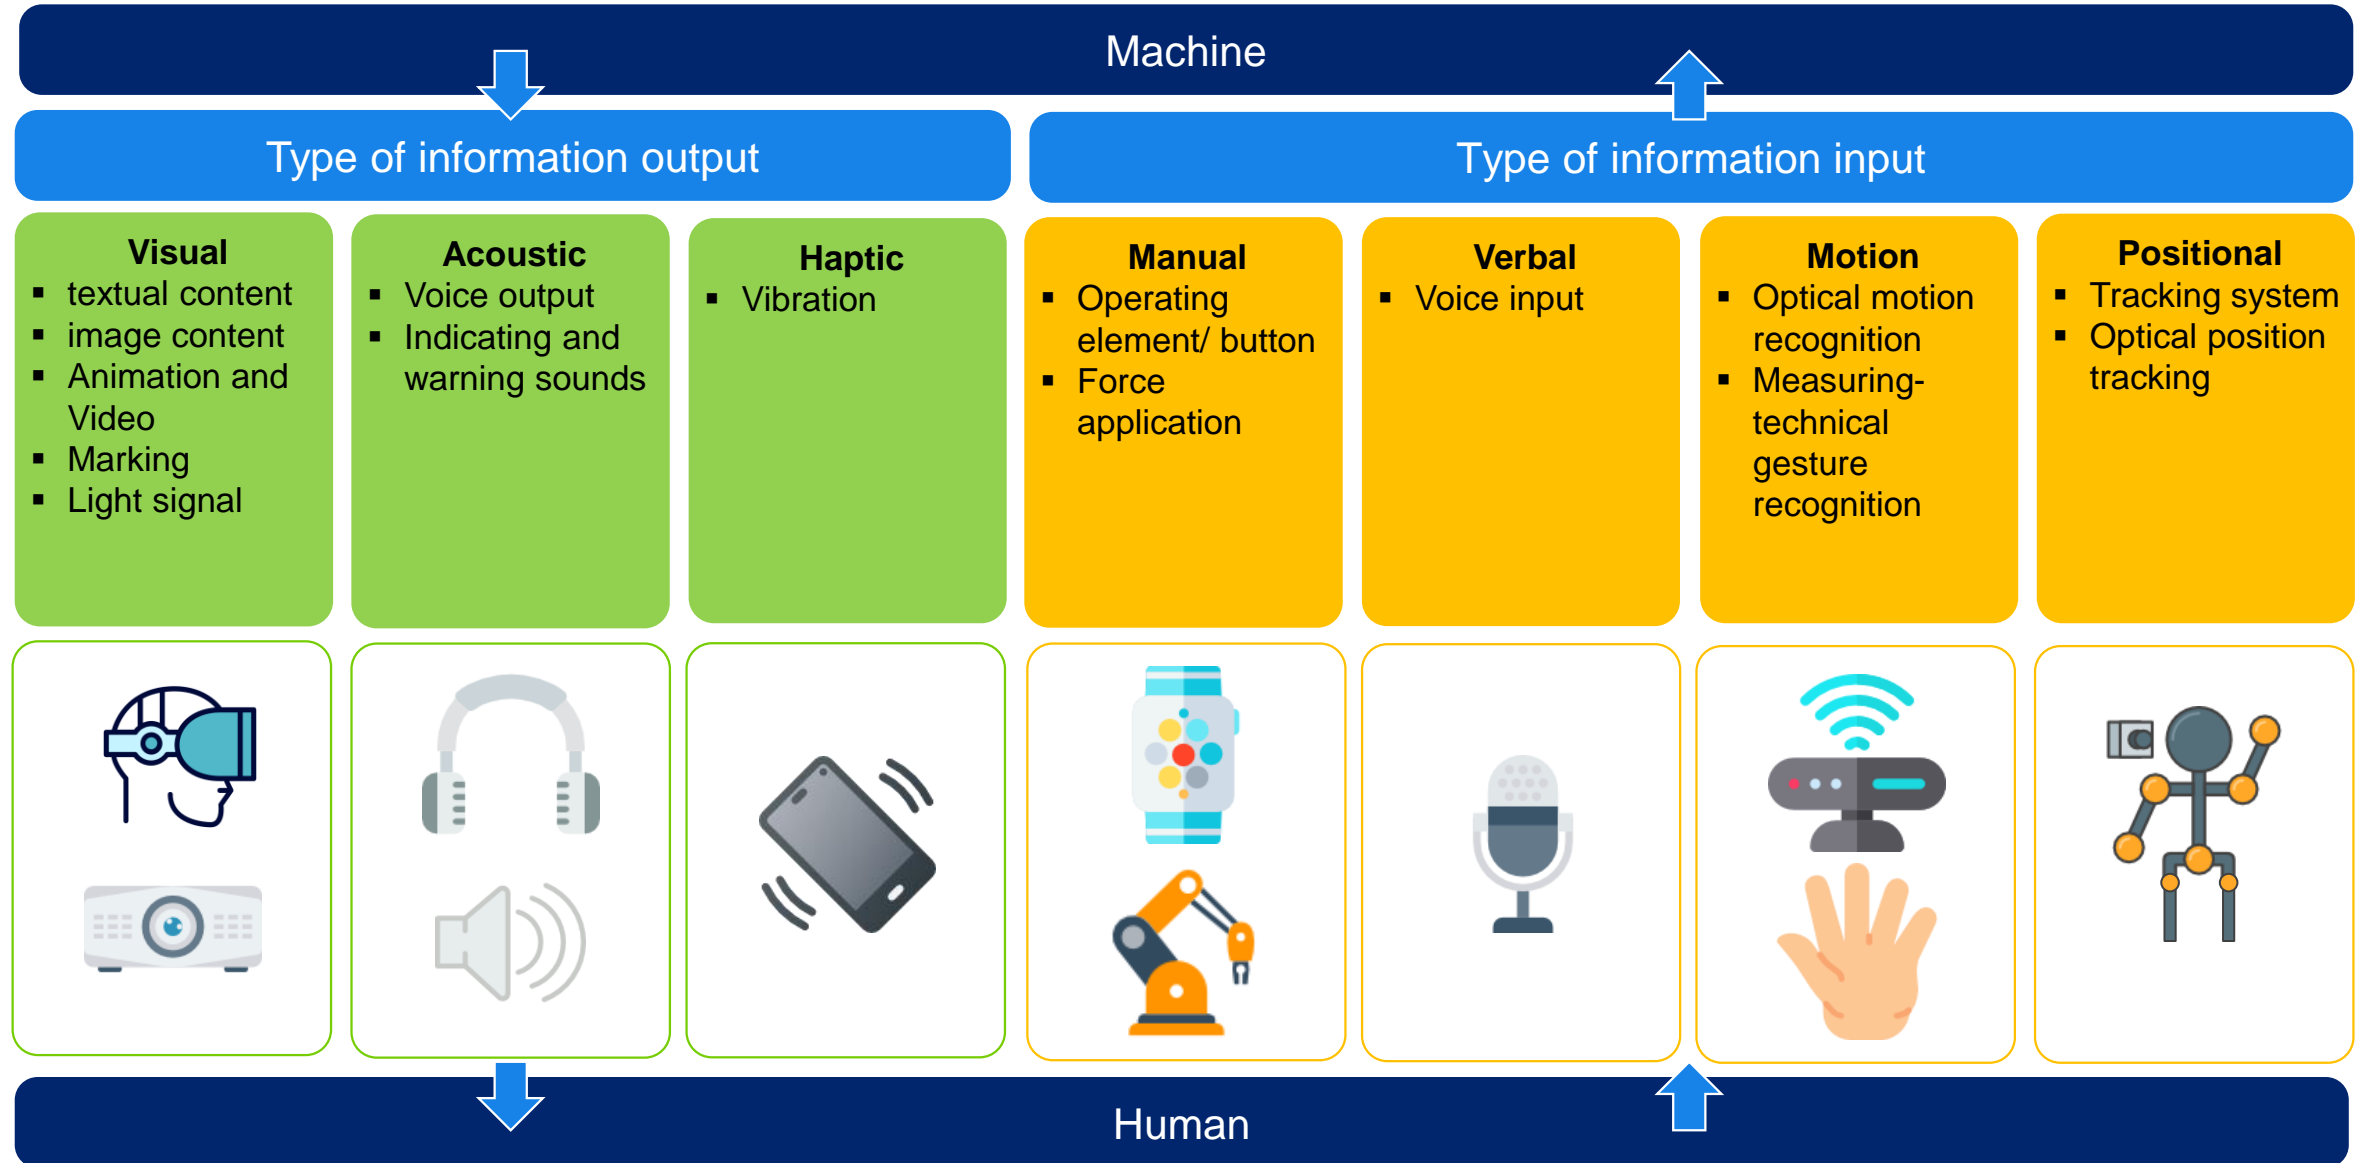 Machine
Type of information output
Type of information input
Visual
▪ textual content
▪ image content
▪ Animation and
Video
▪ Marking
▪ Light signal
Acoustic
▪ Voice output
▪ Indicating and
warning sounds
Haptic
▪ Vibration
Manual
▪ Operating
element/ button
▪ Force
application
Verbal
▪ Voice input
Motion
▪ Optical motion
recognition
▪ Measuring-
technical
gesture
recognition
Positional
▪ Tracking system
▪ Optical position
tracking
Human